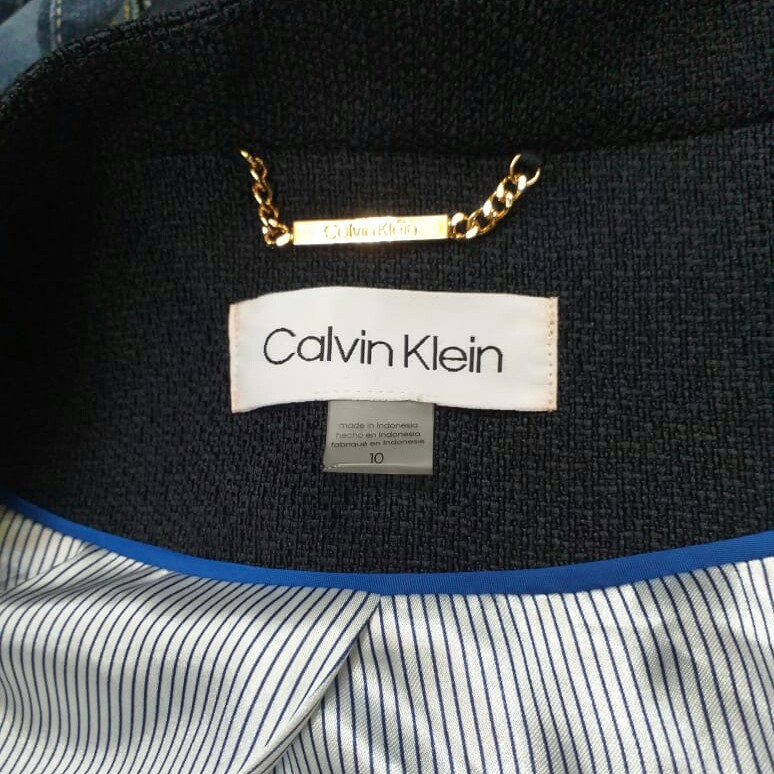 Calvin Klein
Calvin Klein
made in Indonesia
hecho en Indonesia
fabriqué en Indonésie
10